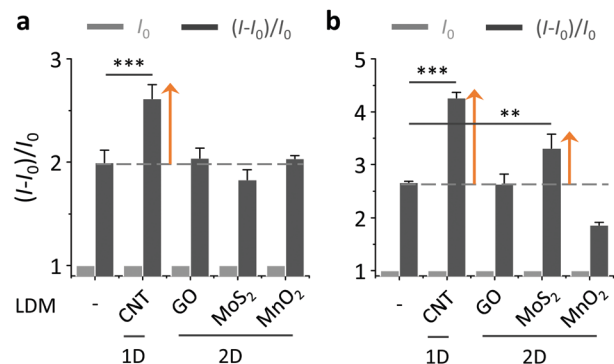 a
I₀
(I-I₀)/I₀
b
I₀
(I-I₀)/I₀
(I-I₀)/I₀
3
2
1
***
5
4
3
2
1
***
**
LDM
-
CNT
GO
MoS₂
MnO₂
1D
2D
-
CNT
GO
MoS₂
MnO₂
1D
2D